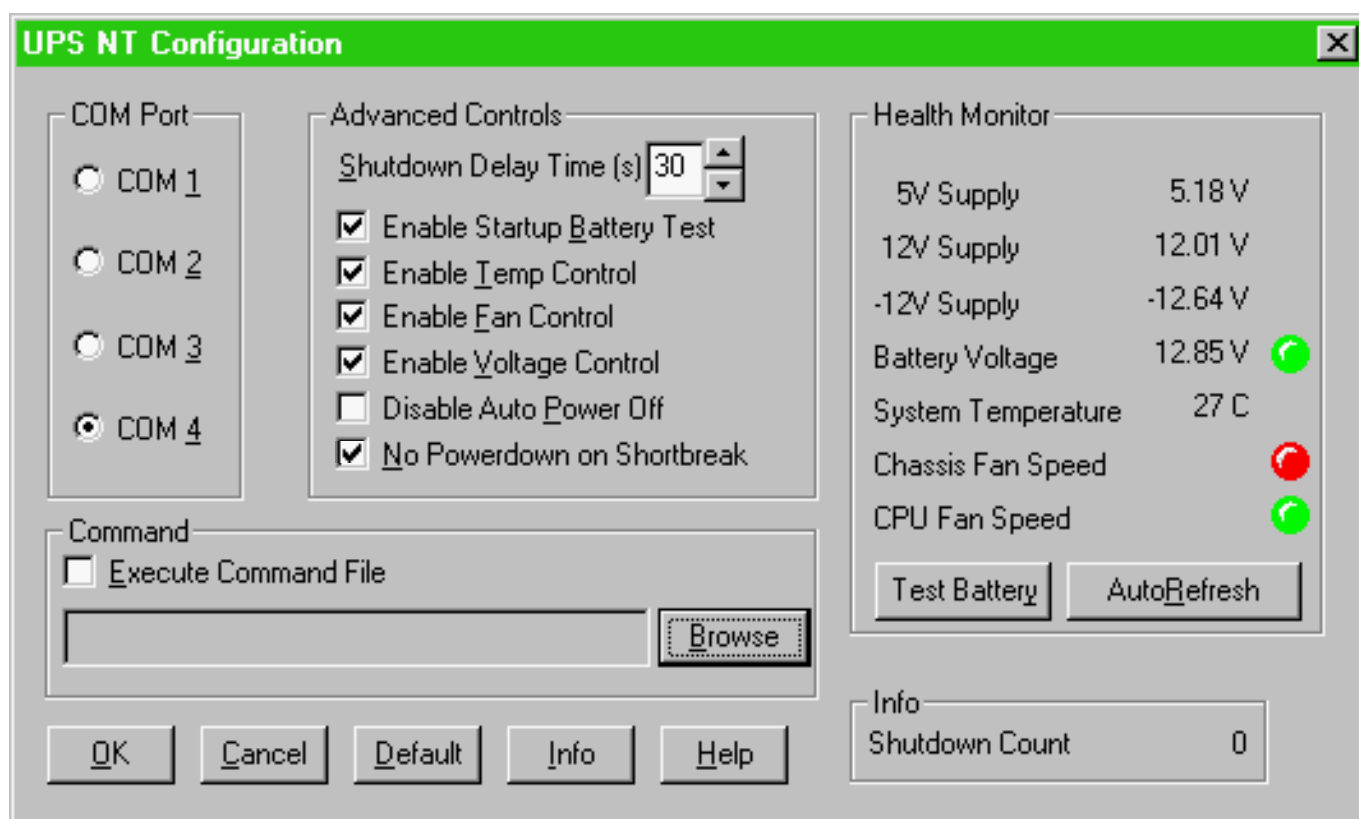 UPS NT Configuration
COM Port
COM 1
COM 2
COM 3
COM 4
Advanced Controls
Shutdown Delay Time (s) 30
Enable Startup Battery Test
Enable Temp Control
Enable Fan Control
Enable Voltage Control
Disable Auto Power Off
No Powerdown on Shortbreak
Health Monitor
5V Supply 5.18 V
12V Supply 12.01 V
-12V Supply -12.64 V
Battery Voltage 12.85 V
System Temperature 27 C
Chassis Fan Speed
CPU Fan Speed
Test Battery AutoRefresh
Command
Execute Command File
Browse
Info
Shutdown Count 0
OK Cancel Default Info Help